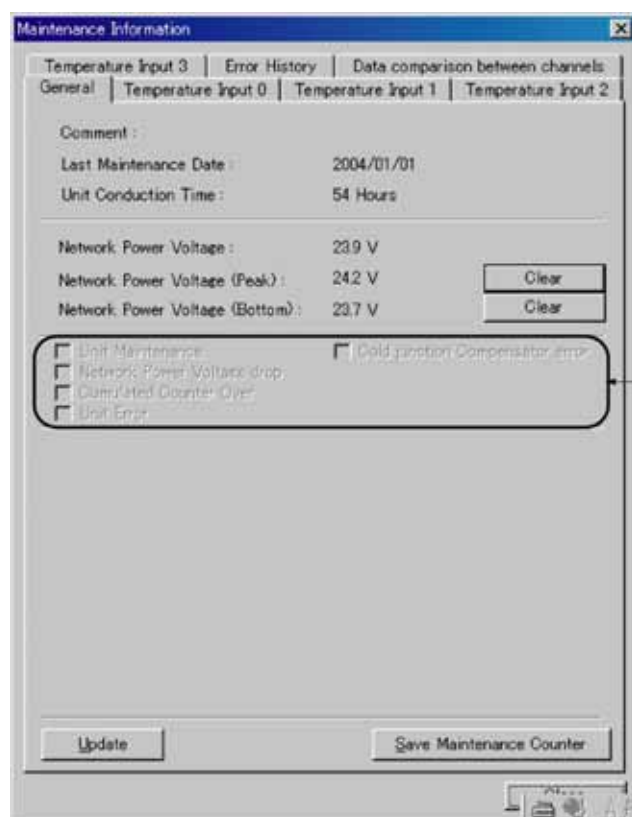 Maintenance Information
Temperature Input 3 Error History Data comparison between channels
General Temperature Input 0 Temperature Input 1 Temperature Input 2
Comment :
Last Maintenance Date : 2004/01/01
Unit Conduction Time : 54 Hours
Network Power Voltage : 23.9 V
Network Power Voltage (Peak) : 24.2 V Clear
Network Power Voltage (Bottom) : 23.7 V Clear
Unit Maintenance Cold junction Compensator error
Network Power Voltage drop
Cumulated Counter Over
Unit Error
Update Save Maintenance Counter